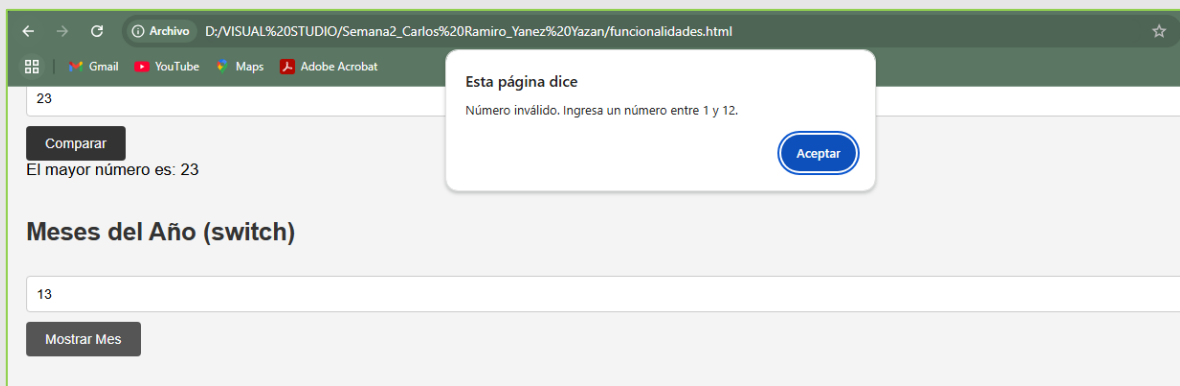 Archivo D:/VISUAL%20STUDIO/Semana2_Carlos%20Ramiro_Yanez%20Yazan/funcionalidades.html
Gmail YouTube Maps Adobe Acrobat
Esta página dice
Número inválido. Ingresa un número entre 1 y 12.
Aceptar
23
Comparar
El mayor número es: 23
Meses del Año (switch)
13
Mostrar Mes